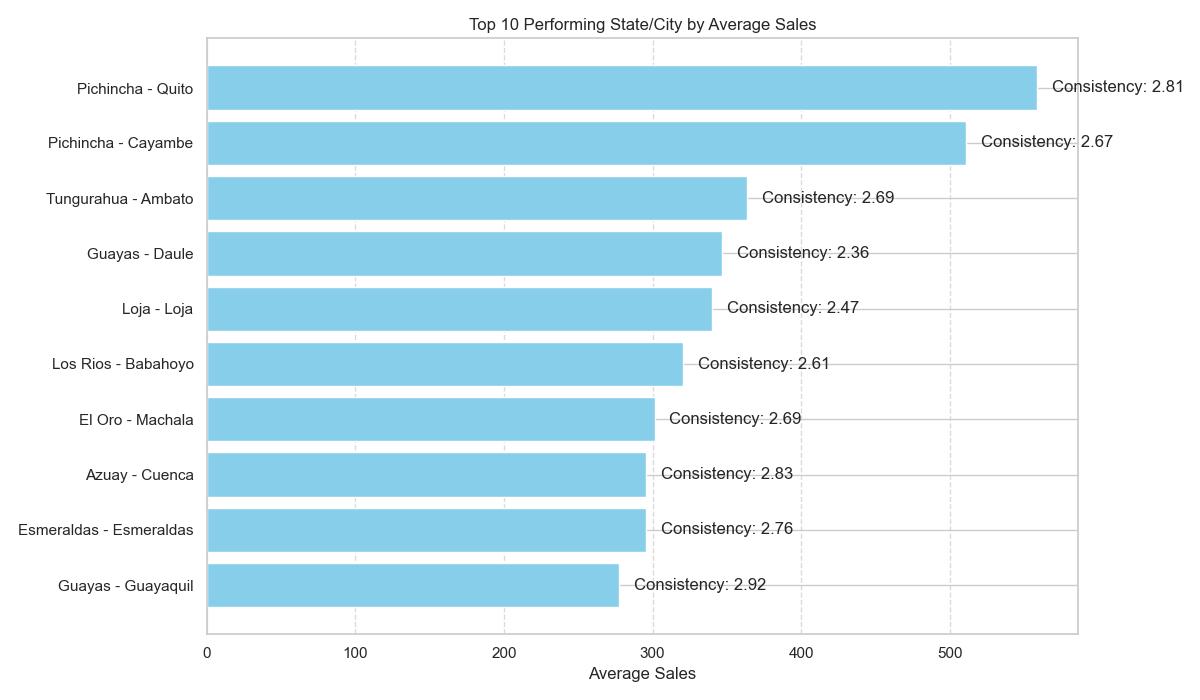 Top 10 Performing State/City by Average Sales
Pichincha - Quito
Consistency: 2.81
Pichincha - Cayambe
Consistency: 2.67
Tungurahua - Ambato
Consistency: 2.69
Guayas - Daule
Consistency: 2.36
Loja - Loja
Consistency: 2.47
Los Rios - Babahoyo
Consistency: 2.61
El Oro - Machala
Consistency: 2.69
Azuay - Cuenca
Consistency: 2.83
Esmeraldas - Esmeraldas
Consistency: 2.76
Guayas - Guayaquil
Consistency: 2.92
0 100 200 300 400 500
Average Sales